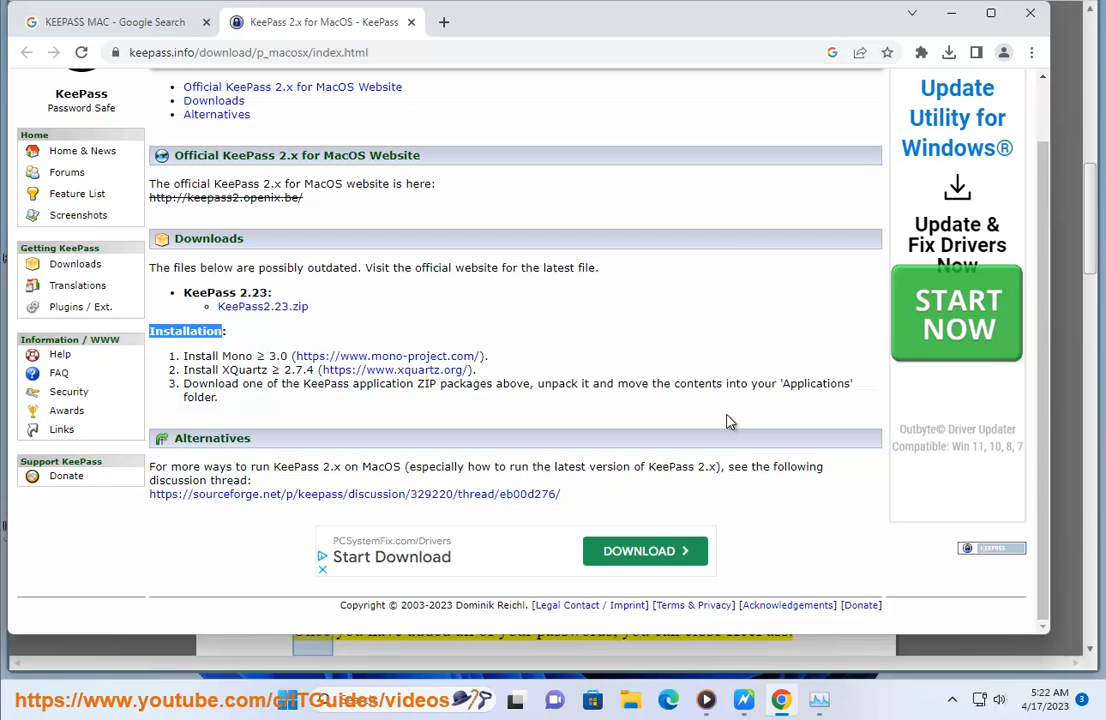 KEEPASS MAC - Google Search
KeePass 2.x for MacOS - KeePass
keepass.info/download/p_macosx/index.html
KeePass
Password Safe
Home
Home & News
Forums
Feature List
Screenshots
Getting KeePass
Downloads
Translations
Plugins / Ext.
Information / WWW
Help
FAQ
Security
Awards
Links
Support KeePass
Donate
Official KeePass 2.x for MacOS Website
Downloads
Alternatives
Official KeePass 2.x for MacOS Website
The official KeePass 2.x for MacOS website is here:
http://keepass2.openix.be/
Downloads
The files below are possibly outdated. Visit the official website for the latest file.
• KeePass 2.23:
KeePass2.23.zip
Installation:
1. Install Mono ≥ 3.0 (https://www.mono-project.com/).
2. Install XQuartz ≥ 2.7.4 (https://www.xquartz.org/).
3. Download one of the KeePass application ZIP packages above, unpack it and move the contents into your 'Applications'
folder.
Alternatives
For more ways to run KeePass 2.x on MacOS (especially how to run the latest version of KeePass 2.x), see the following
discussion thread:
https://sourceforge.net/p/keepass/discussion/329220/thread/eb00d276/
PCSystemFix.com/Drivers
Start Download
DOWNLOAD
Update
Utility for
Windows®
Update &
Fix Drivers
Now
START
NOW
Outbyte© Driver Updater
Compatible: Win 11, 10, 8, 7
KEEPASS
Copyright © 2003-2023 Dominik Reichl. [Legal Contact / Imprint] [Terms & Privacy] [Acknowledgements] [Donate]
https://www.youtube.com/c/ITGuides/videos
5:22 AM
4/17/2023
3